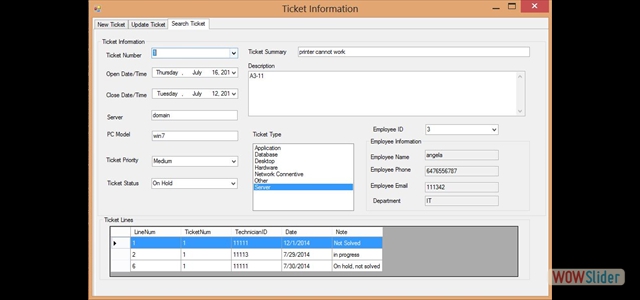 Ticket Information
New Ticket Update Ticket Search Ticket
Ticket Information
Ticket Number 1 Ticket Summary printer cannot work
Description
Open Date/Time Thursday , July 16, 201 A3-11
Close Date/Time Tuesday , July 12, 201
Server domain
PC Model win7
Ticket Priority Medium
Ticket Status On Hold
Ticket Type
Application
Database
Desktop
Hardware
Network Connentive
Other
Server
Employee ID 3
Employee Information
Employee Name angela
Employee Phone 6476556787
Employee Email 111342
Department IT
Ticket Lines
LineNum TicketNum TechnicianID Date Note
1 1 11111 12/1/2014 Not Solved
2 1 11113 7/29/2014 in progress
6 1 11111 7/30/2014 On hold, not solved
WOWSlider